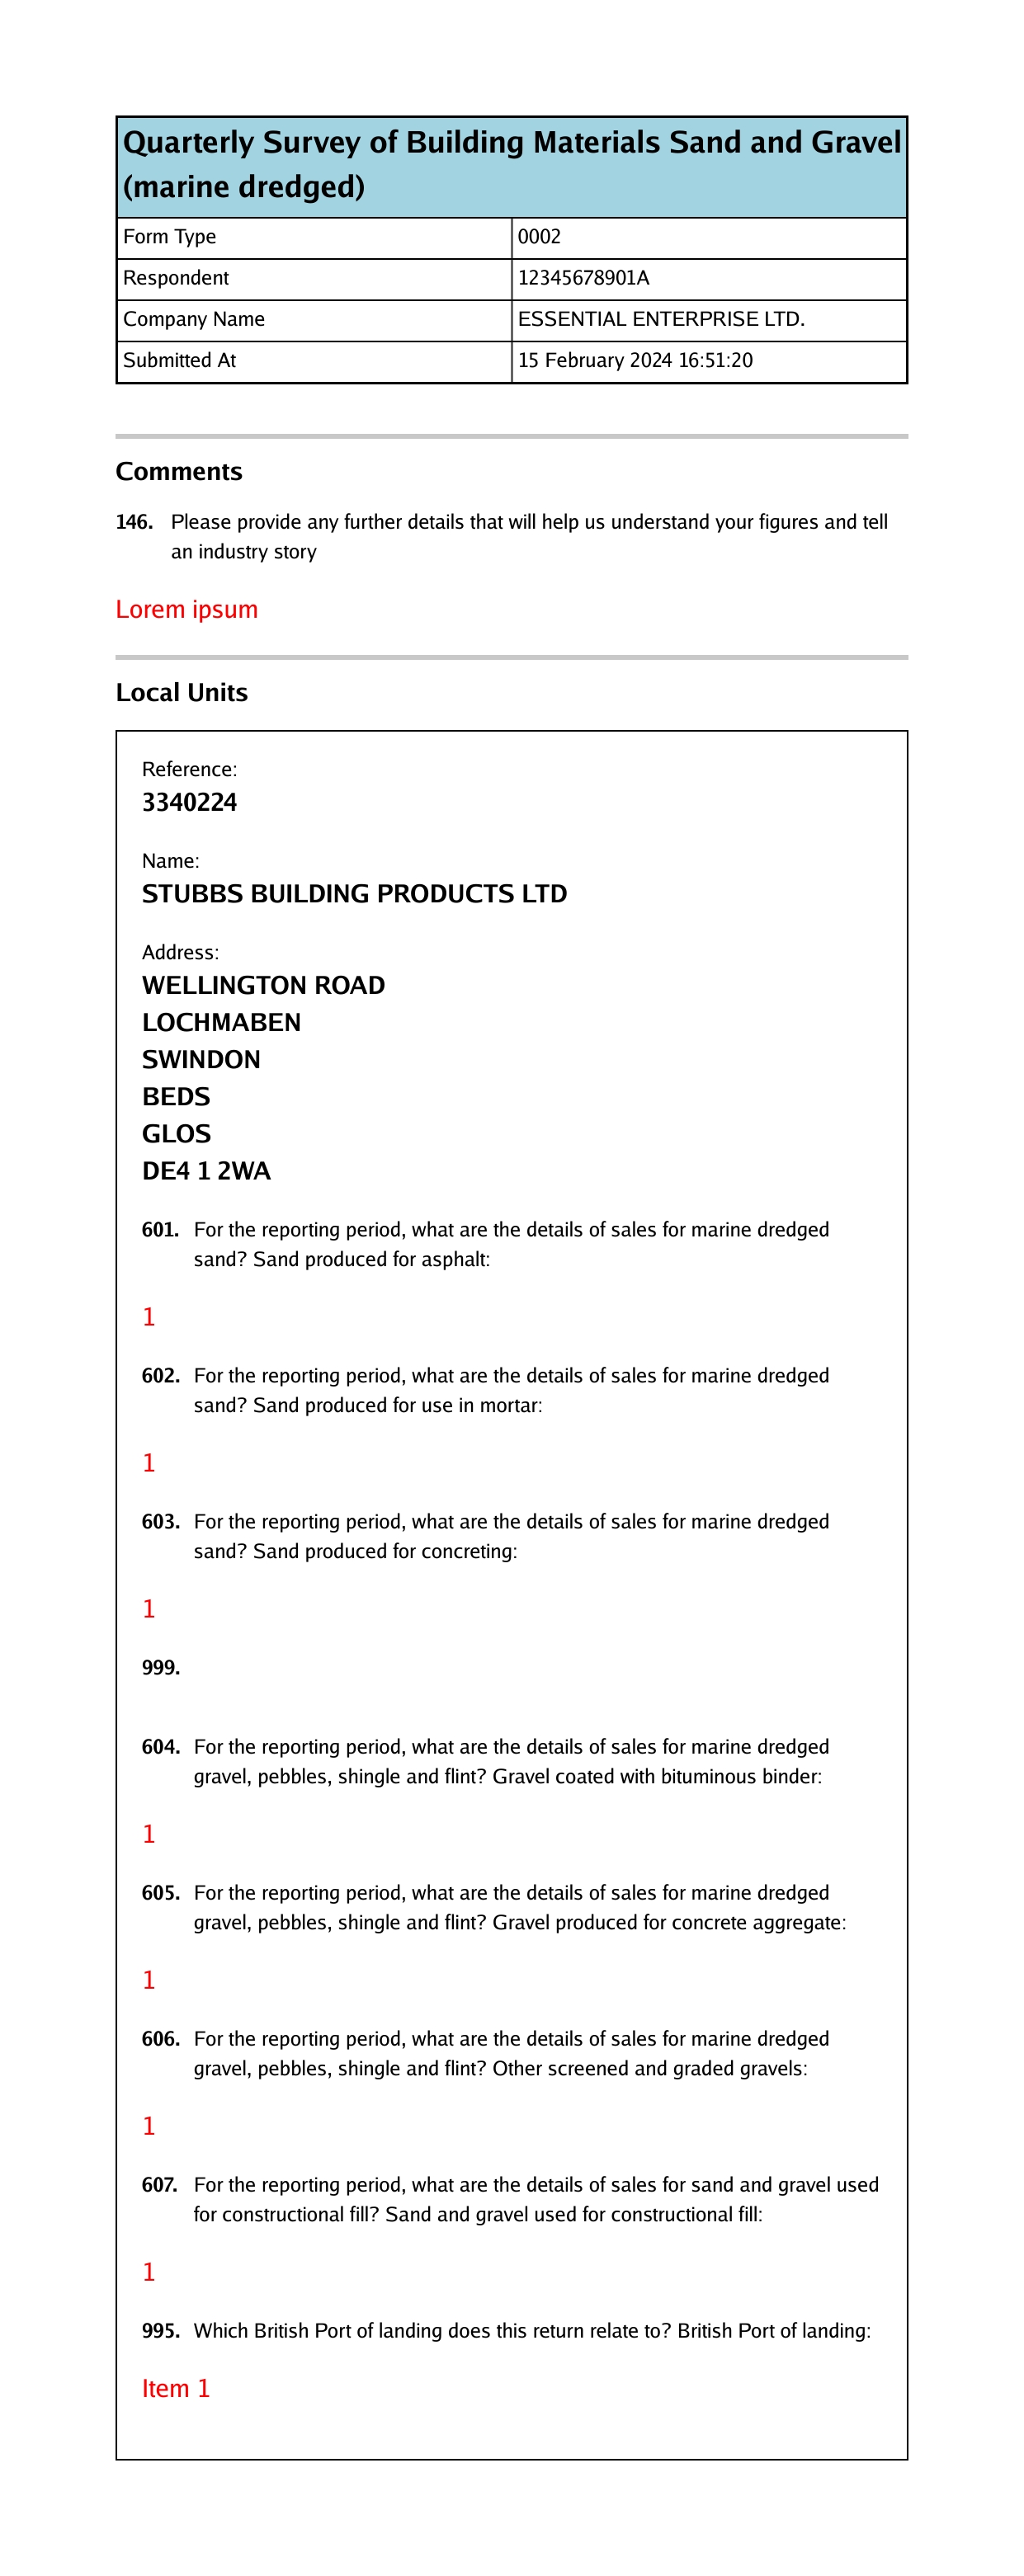 Quarterly Survey of Building Materials Sand and Gravel
(marine dredged)
Form Type 0002
Respondent 12345678901A
Company Name ESSENTIAL ENTERPRISE LTD.
Submitted At 15 February 2024 16:51:20
Comments
146. Please provide any further details that will help us understand your figures and tell
an industry story
Lorem ipsum
Local Units
Reference:
3340224
Name:
STUBBS BUILDING PRODUCTS LTD
Address:
WELLINGTON ROAD
LOCHMABEN
SWINDON
BEDS
GLOS
DE4 1 2WA
601. For the reporting period, what are the details of sales for marine dredged
sand? Sand produced for asphalt:
1
602. For the reporting period, what are the details of sales for marine dredged
sand? Sand produced for use in mortar:
1
603. For the reporting period, what are the details of sales for marine dredged
sand? Sand produced for concreting:
1
999.
604. For the reporting period, what are the details of sales for marine dredged
gravel, pebbles, shingle and flint? Gravel coated with bituminous binder:
1
605. For the reporting period, what are the details of sales for marine dredged
gravel, pebbles, shingle and flint? Gravel produced for concrete aggregate:
1
606. For the reporting period, what are the details of sales for marine dredged
gravel, pebbles, shingle and flint? Other screened and graded gravels:
1
607. For the reporting period, what are the details of sales for sand and gravel used
for constructional fill? Sand and gravel used for constructional fill:
1
995. Which British Port of landing does this return relate to? British Port of landing:
Item 1